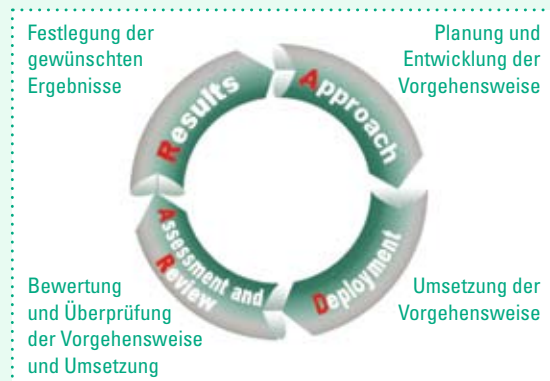 Festlegung der
gewünschten
Ergebnisse
Planung und
Entwicklung der
Vorgehensweise
Results
Approach
Assessment and
Review
Deployment
Bewertung
und Überprüfung
der Vorgehensweise
und Umsetzung
Umsetzung der
Vorgehensweise